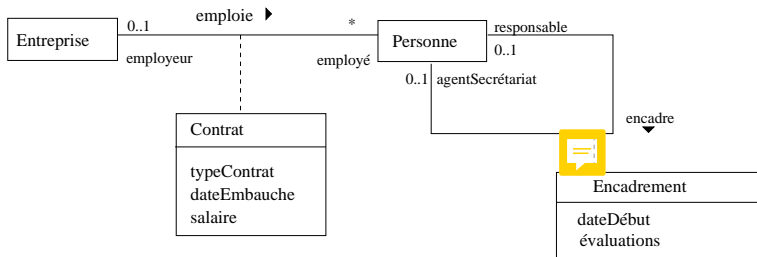 emploie
0..1
*
Entreprise
employeur
employé
Personne
responsable
0..1
0..1 agentSecrétariat
encadre
Contrat
typeContrat
dateEmbauche
salaire
Encadrement
dateDébut
évaluations